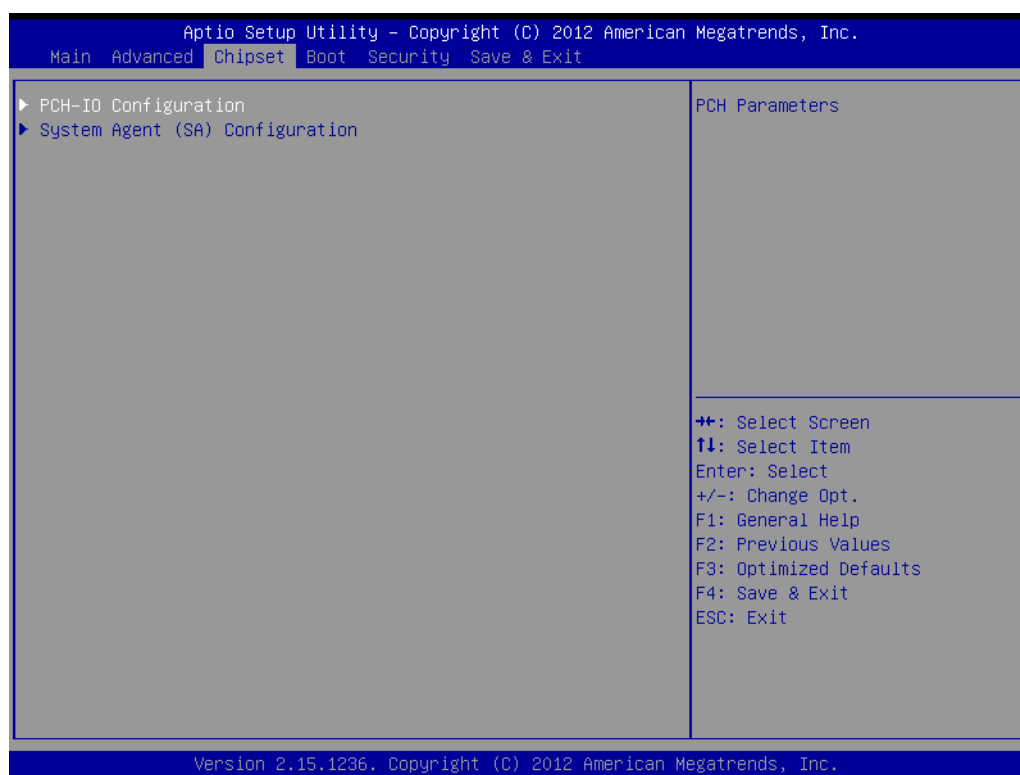 Aptio Setup Utility – Copyright (C) 2012 American Megatrends, Inc.
Main Advanced Chipset Boot Security Save & Exit
▶ PCH-IO Configuration
▶ System Agent (SA) Configuration
PCH Parameters
→←: Select Screen
↑↓: Select Item
Enter: Select
+/-: Change Opt.
F1: General Help
F2: Previous Values
F3: Optimized Defaults
F4: Save & Exit
ESC: Exit
Version 2.15.1236. Copyright (C) 2012 American Megatrends, Inc.